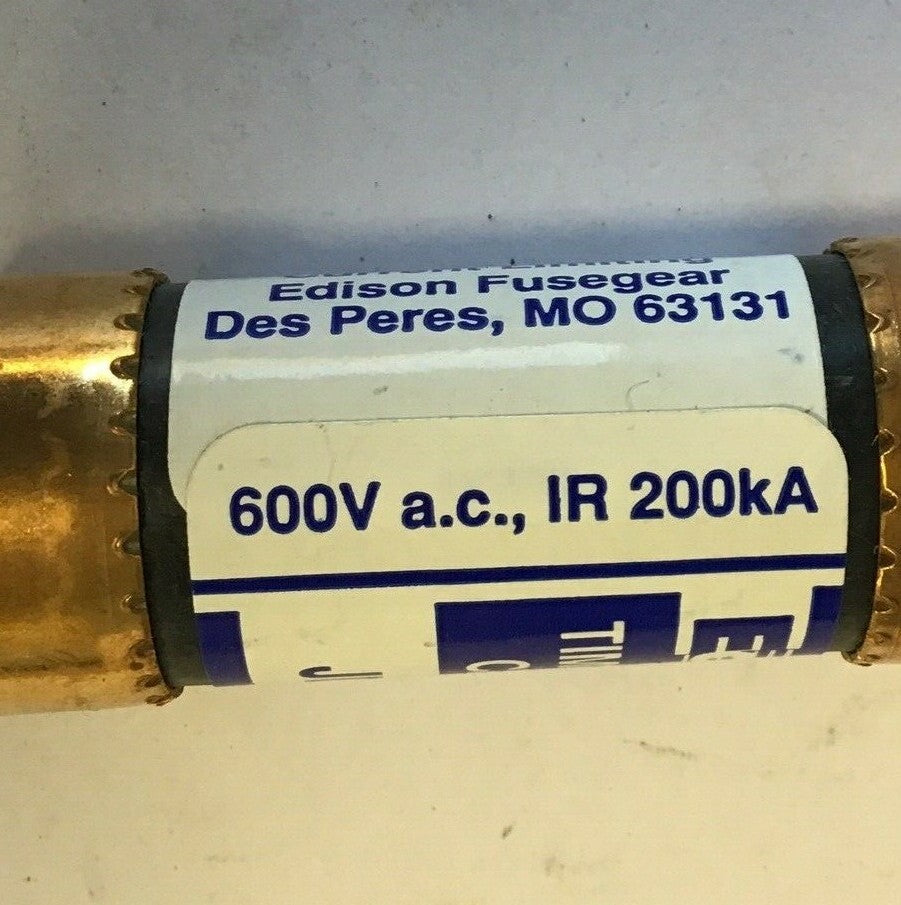 Edison Fusegear
Des Peres, MO 63131
600V a.c., IR 200kA